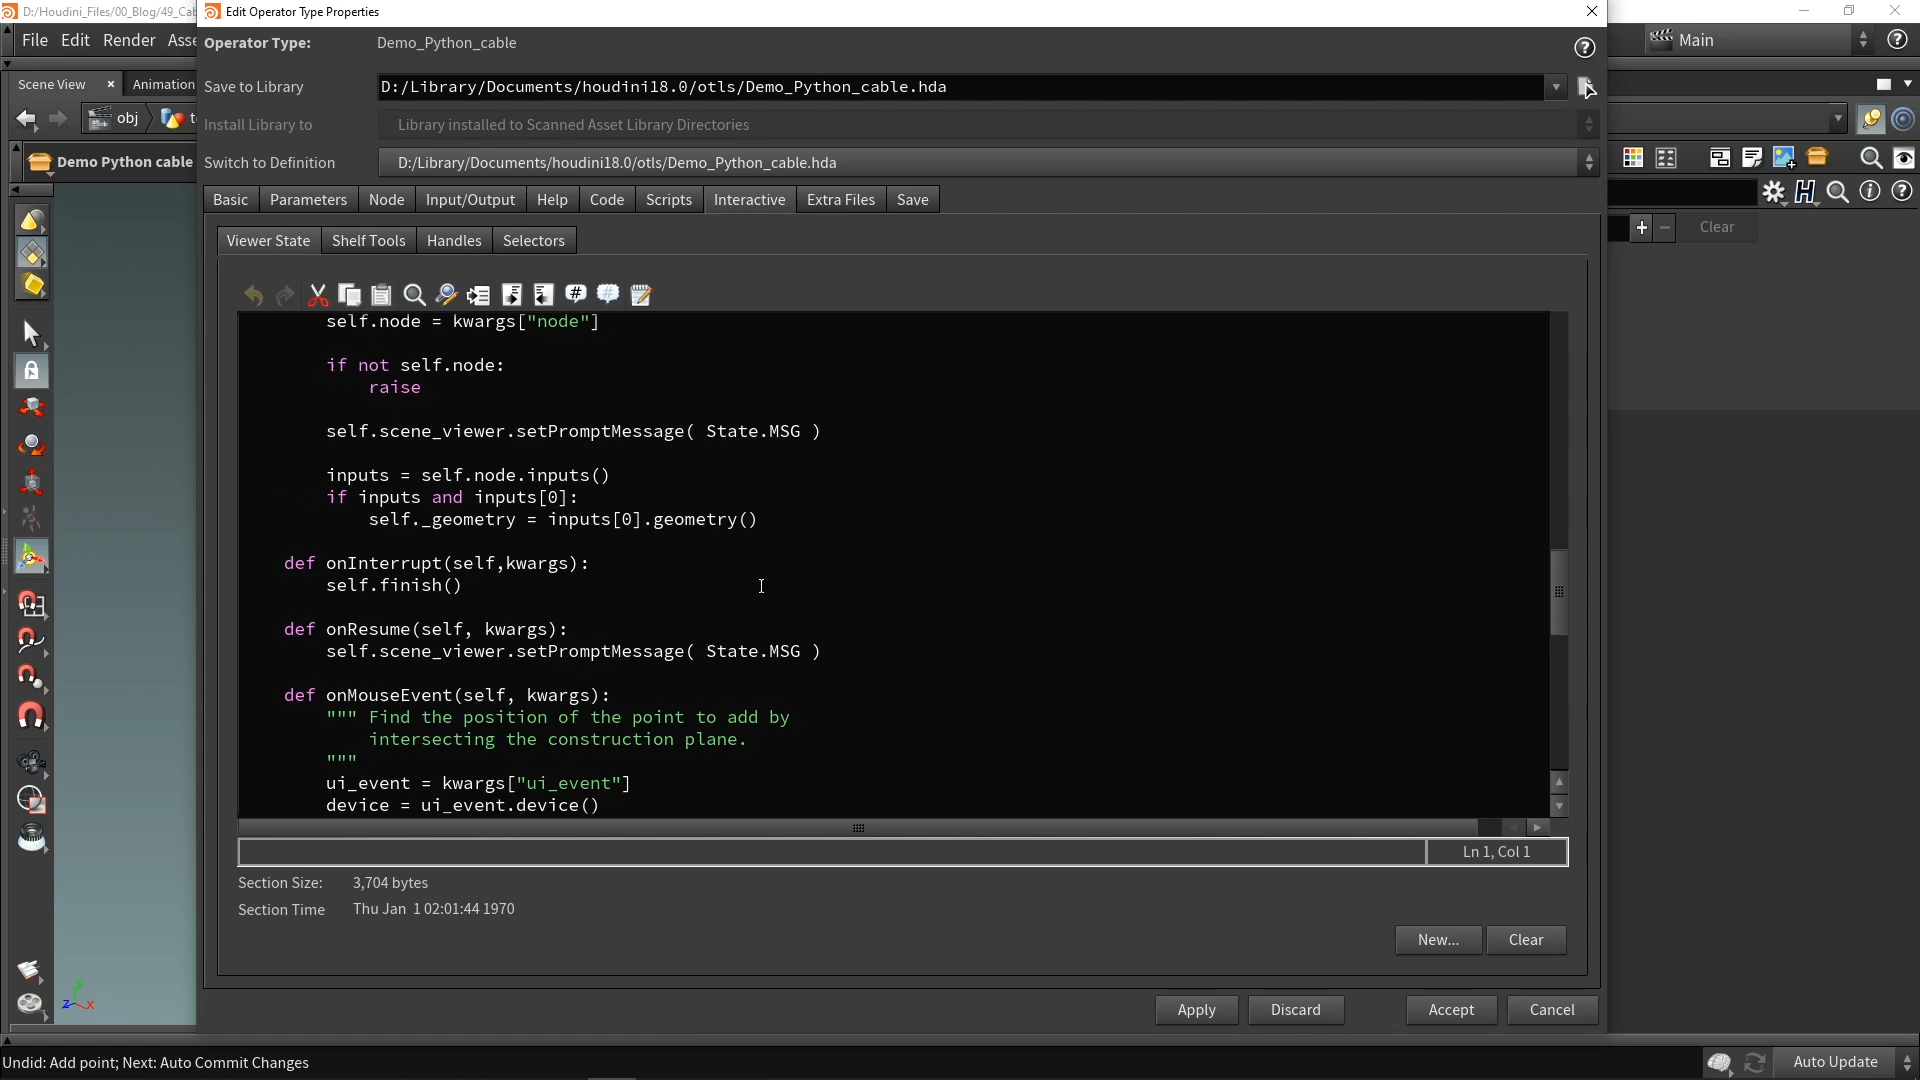 D:/Houdini_Files/00_Blog/49_Cab
Edit Operator Type Properties
File Edit Render Asse
Main
Operator Type: Demo_Python_cable
Save to Library D:/Library/Documents/houdini18.0/otls/Demo_Python_cable.hda
Scene View Animation
Install Library to Library installed to Scanned Asset Library Directories
obj
Switch to Definition D:/Library/Documents/houdini18.0/otls/Demo_Python_cable.hda
Demo Python cable
Basic Parameters Node Input/Output Help Code Scripts Interactive Extra Files Save
Clear
Viewer State Shelf Tools Handles Selectors
self.node = kwargs["node"]
if not self.node:
raise
self.scene_viewer.setPromptMessage( State.MSG )
inputs = self.node.inputs()
if inputs and inputs[0]:
self._geometry = inputs[0].geometry()
def onInterrupt(self,kwargs):
self.finish()
def onResume(self, kwargs):
self.scene_viewer.setPromptMessage( State.MSG )
def onMouseEvent(self, kwargs):
""" Find the position of the point to add by
intersecting the construction plane.
"""
ui_event = kwargs["ui_event"]
device = ui_event.device()
Ln 1, Col 1
Section Size: 3,704 bytes
Section Time Thu Jan 1 02:01:44 1970
New... Clear
z x
Apply Discard Accept Cancel
Undid: Add point; Next: Auto Commit Changes
Auto Update